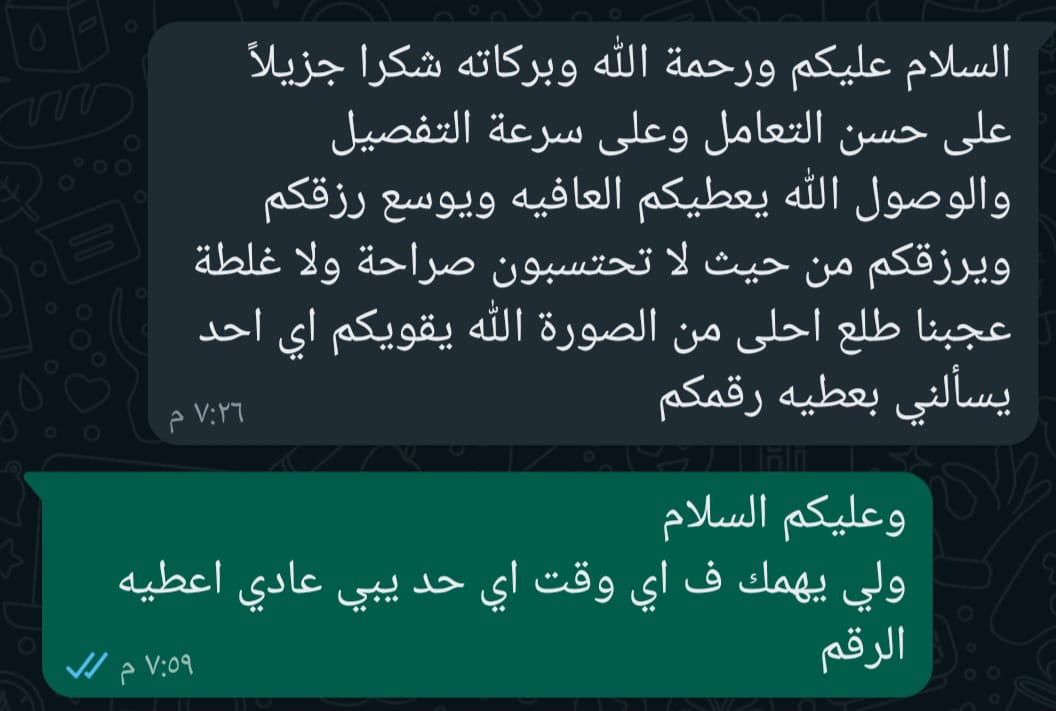 السلام عليكم ورحمة الله وبركاته شكرا جزيلاً
على حسن التعامل وعلى سرعة التفصيل
والوصول الله يعطيكم العافيه ويوسع رزقكم
ويرزقكم من حيث لا تحتسبون صراحة ولا غلطة
عجبنا طلع احلى من الصورة الله يقويكم اي احد
يسألني بعطيه رقمكم
٧:٢٦ م
وعليكم السلام
ولي يهمك ف اي وقت اي حد يبي عادي اعطيه
الرقم
٧:٥٩ م